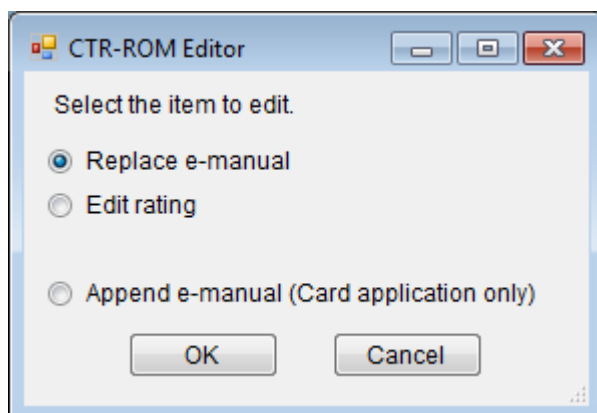 CTR-ROM Editor
Select the item to edit.
Replace e-manual
Edit rating
Append e-manual (Card application only)
OK Cancel